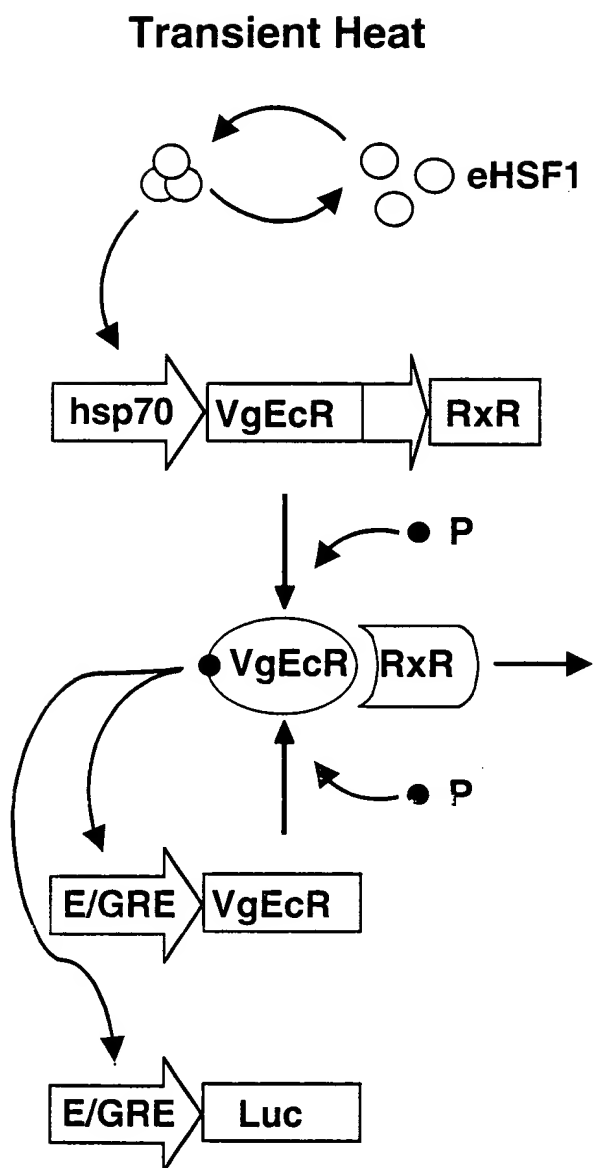 Transient Heat
eHSF1
hsp70 VgEcR RxR
P
VgEcR RxR
P
E/GRE VgEcR
E/GRE Luc